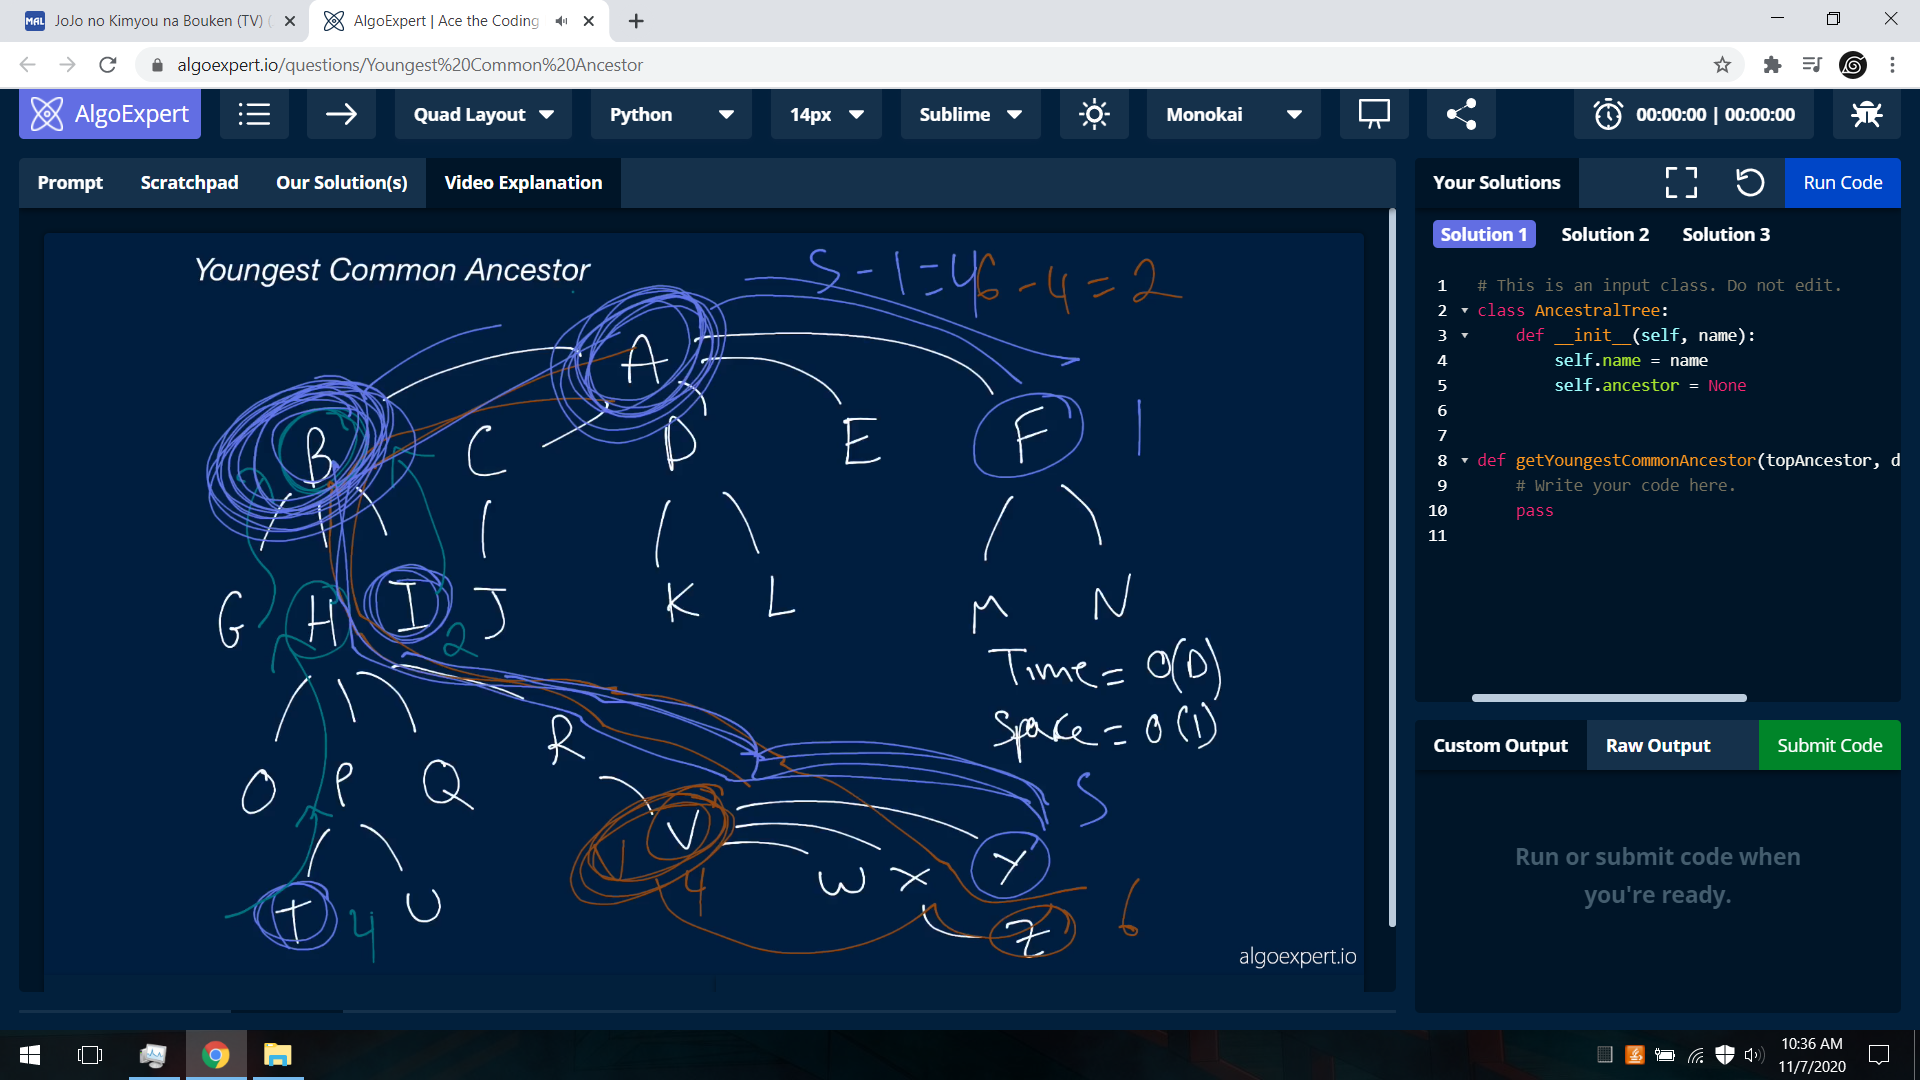 JoJo no Kimyou na Bouken (TV) (
AlgoExpert | Ace the Coding
algoexpert.io/questions/Youngest%20Common%20Ancestor
AlgoExpert
Quad Layout
Python
14px
Sublime
Monokai
00:00:00 | 00:00:00
Prompt
Scratchpad
Our Solution(s)
Video Explanation
Your Solutions
Run Code
Solution 1
Solution 2
Solution 3
Youngest Common Ancestor
5 - 1 = 4
6 - 4 = 2
A
B C D E F 1
G H I J K L M N
2
Time = O(D)
Space = O(1)
O P Q R
5
V W X Y
4
T 4 U Z 6
algoexpert.io
1 # This is an input class. Do not edit.
2 class AncestralTree:
3 def __init__(self, name):
4 self.name = name
5 self.ancestor = None
6
7
8 def getYoungestCommonAncestor(topAncestor, d
9 # Write your code here.
10 pass
11
Custom Output
Raw Output
Submit Code
Run or submit code when
you're ready.
10:36 AM
11/7/2020